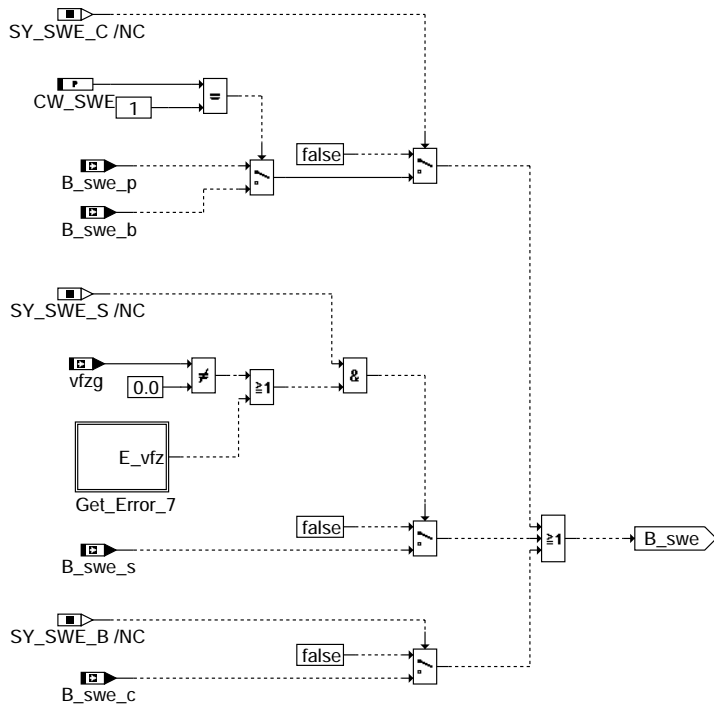 SY_SWE_C /NC
P
CW_SWE
1
=
false
B_swe_p
B_swe_b
SY_SWE_S /NC
vfzg
0.0
≠
≧1
&
E_vfz
Get_Error_7
false
B_swe_s
≧1
B_swe
SY_SWE_B /NC
false
B_swe_c